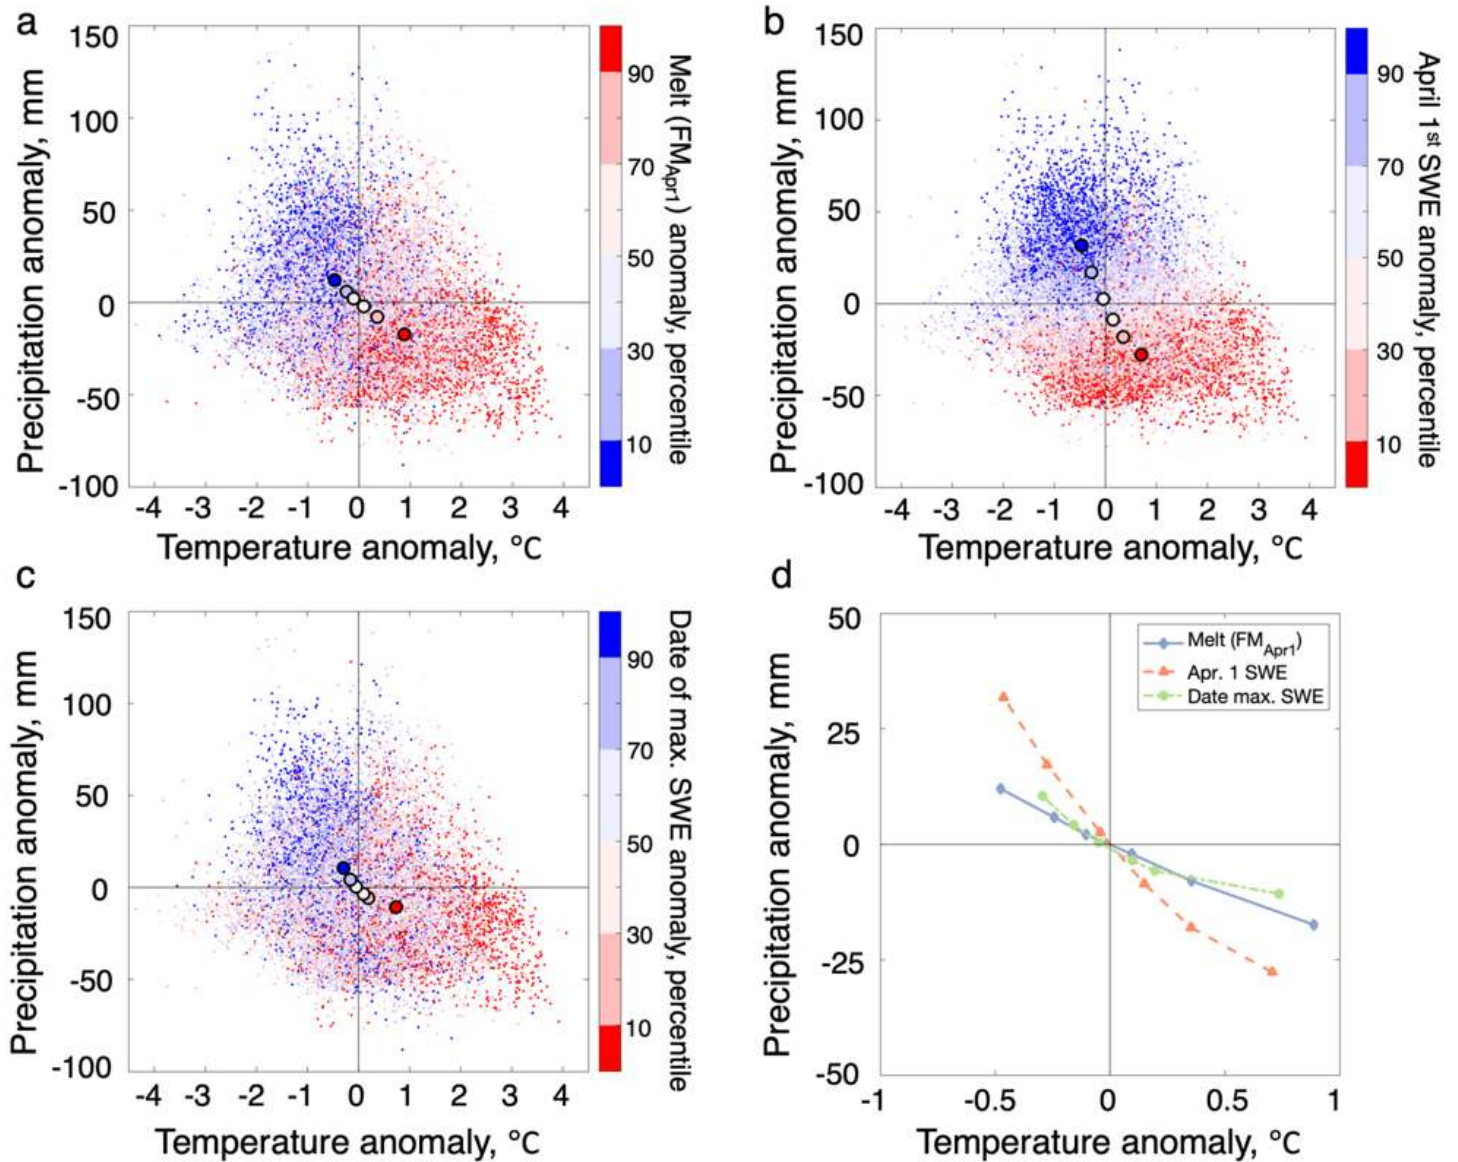 a
150
100
50
0
-50
-100
-4 -3 -2 -1 0 1 2 3 4
Precipitation anomaly, mm
Temperature anomaly, °C
90
70
50
30
10
Melt (FMApr1) anomaly, percentile
b
150
100
50
0
-50
-100
-4 -3 -2 -1 0 1 2 3 4
Precipitation anomaly, mm
Temperature anomaly, °C
90
70
50
30
10
April 1st SWE anomaly, percentile
c
150
100
50
0
-50
-100
-4 -3 -2 -1 0 1 2 3 4
Precipitation anomaly, mm
Temperature anomaly, °C
90
70
50
30
10
Date of max. SWE anomaly, percentile
d
50
25
0
-25
-50
-1 -0.5 0 0.5 1
Precipitation anomaly, mm
Temperature anomaly, °C
Melt (FMApr1)
Apr. 1 SWE
Date max. SWE